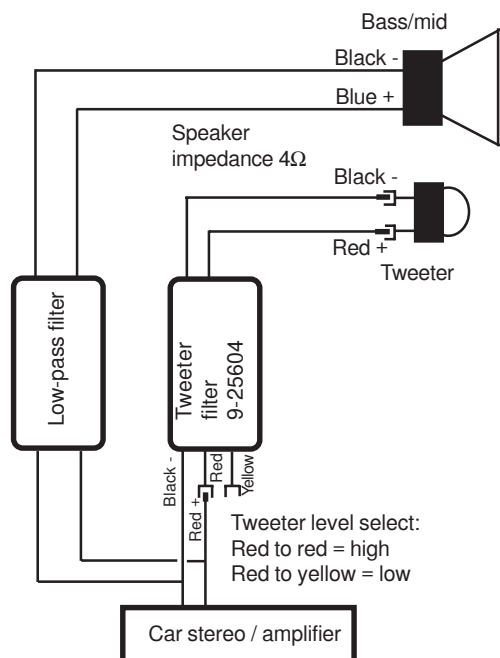 Bass/mid
Black -
Blue +
Speaker
impedance 4Ω
Black -
Red +
Tweeter
Low-pass filter
Tweeter
filter
9-25604
Black -
Red +
Red
Yellow
Tweeter level select:
Red to red = high
Red to yellow = low
Car stereo / amplifier